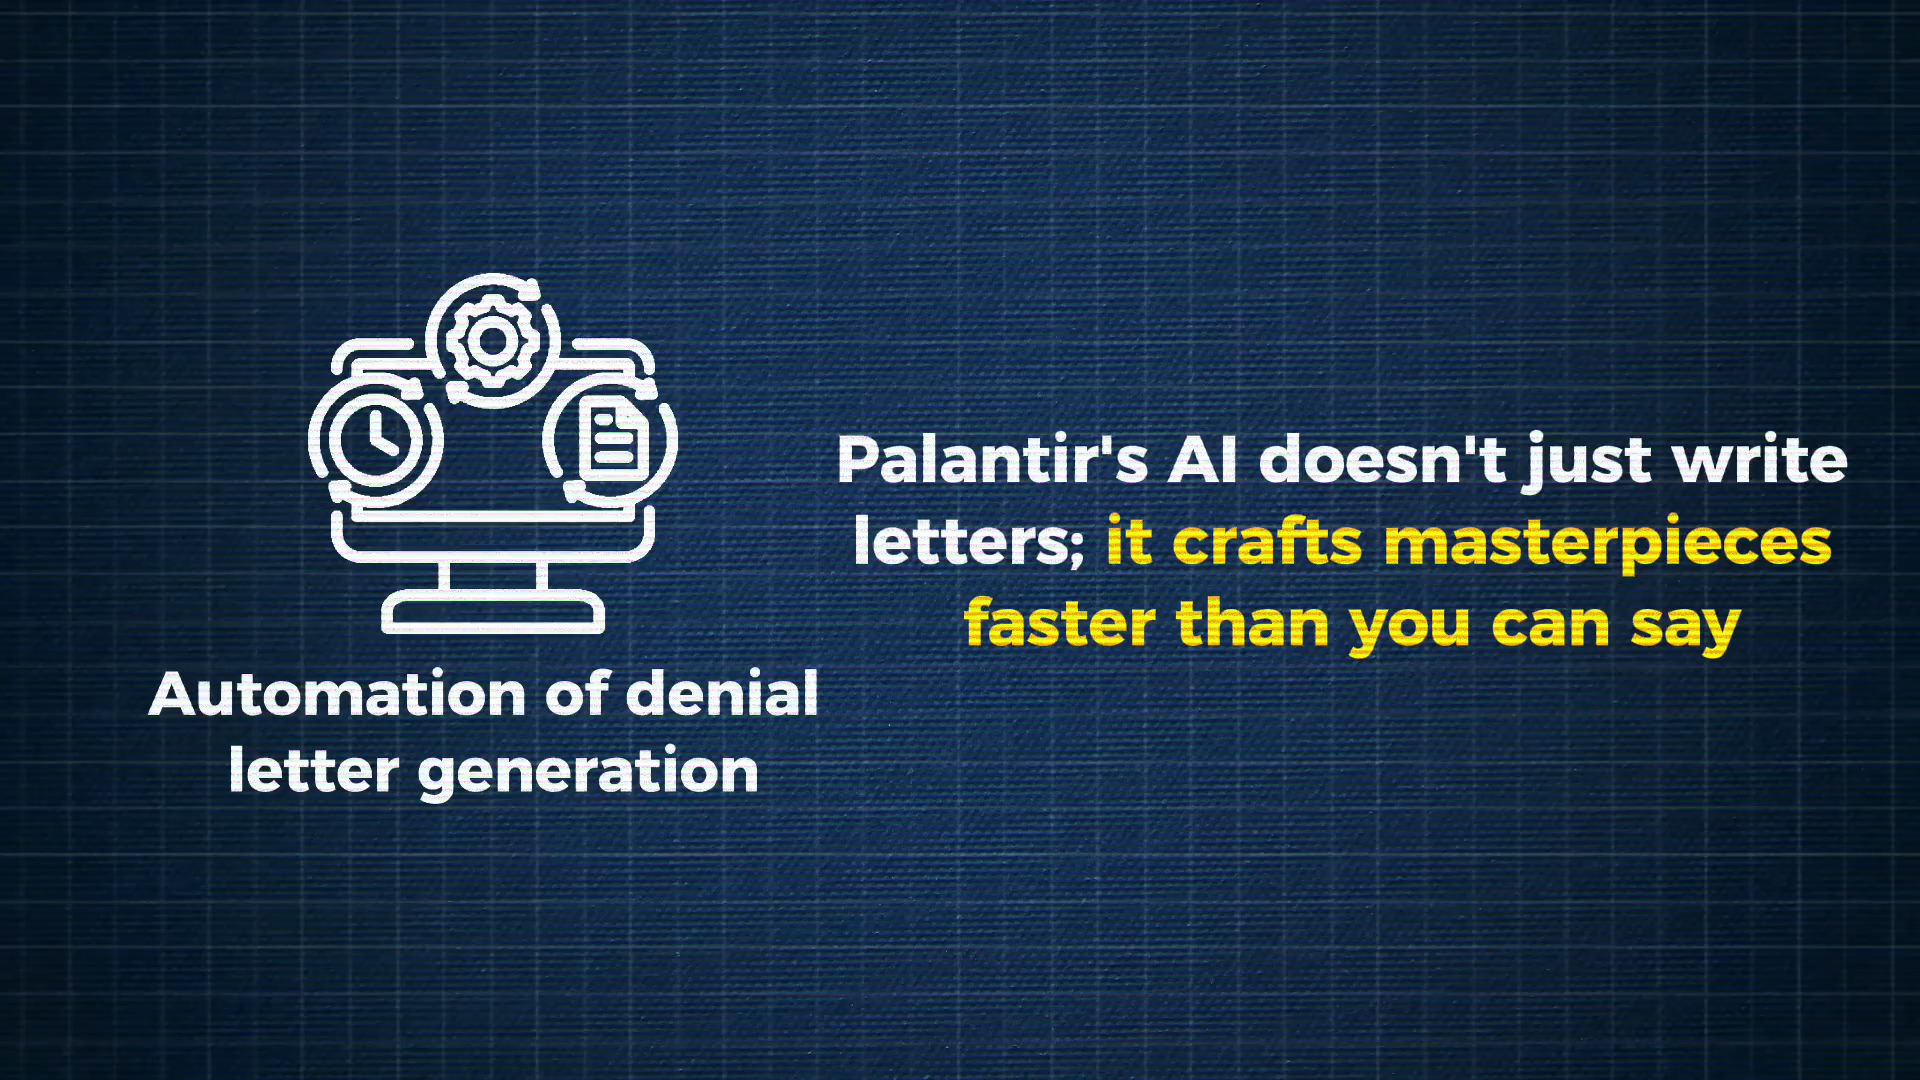 Automation of denial
letter generation
Palantir's AI doesn't just write
letters; it crafts masterpieces
faster than you can say